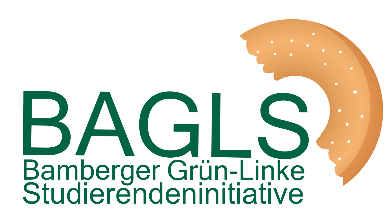 BAGLS
Bamberger Grün-Linke
Studierendeninitiative